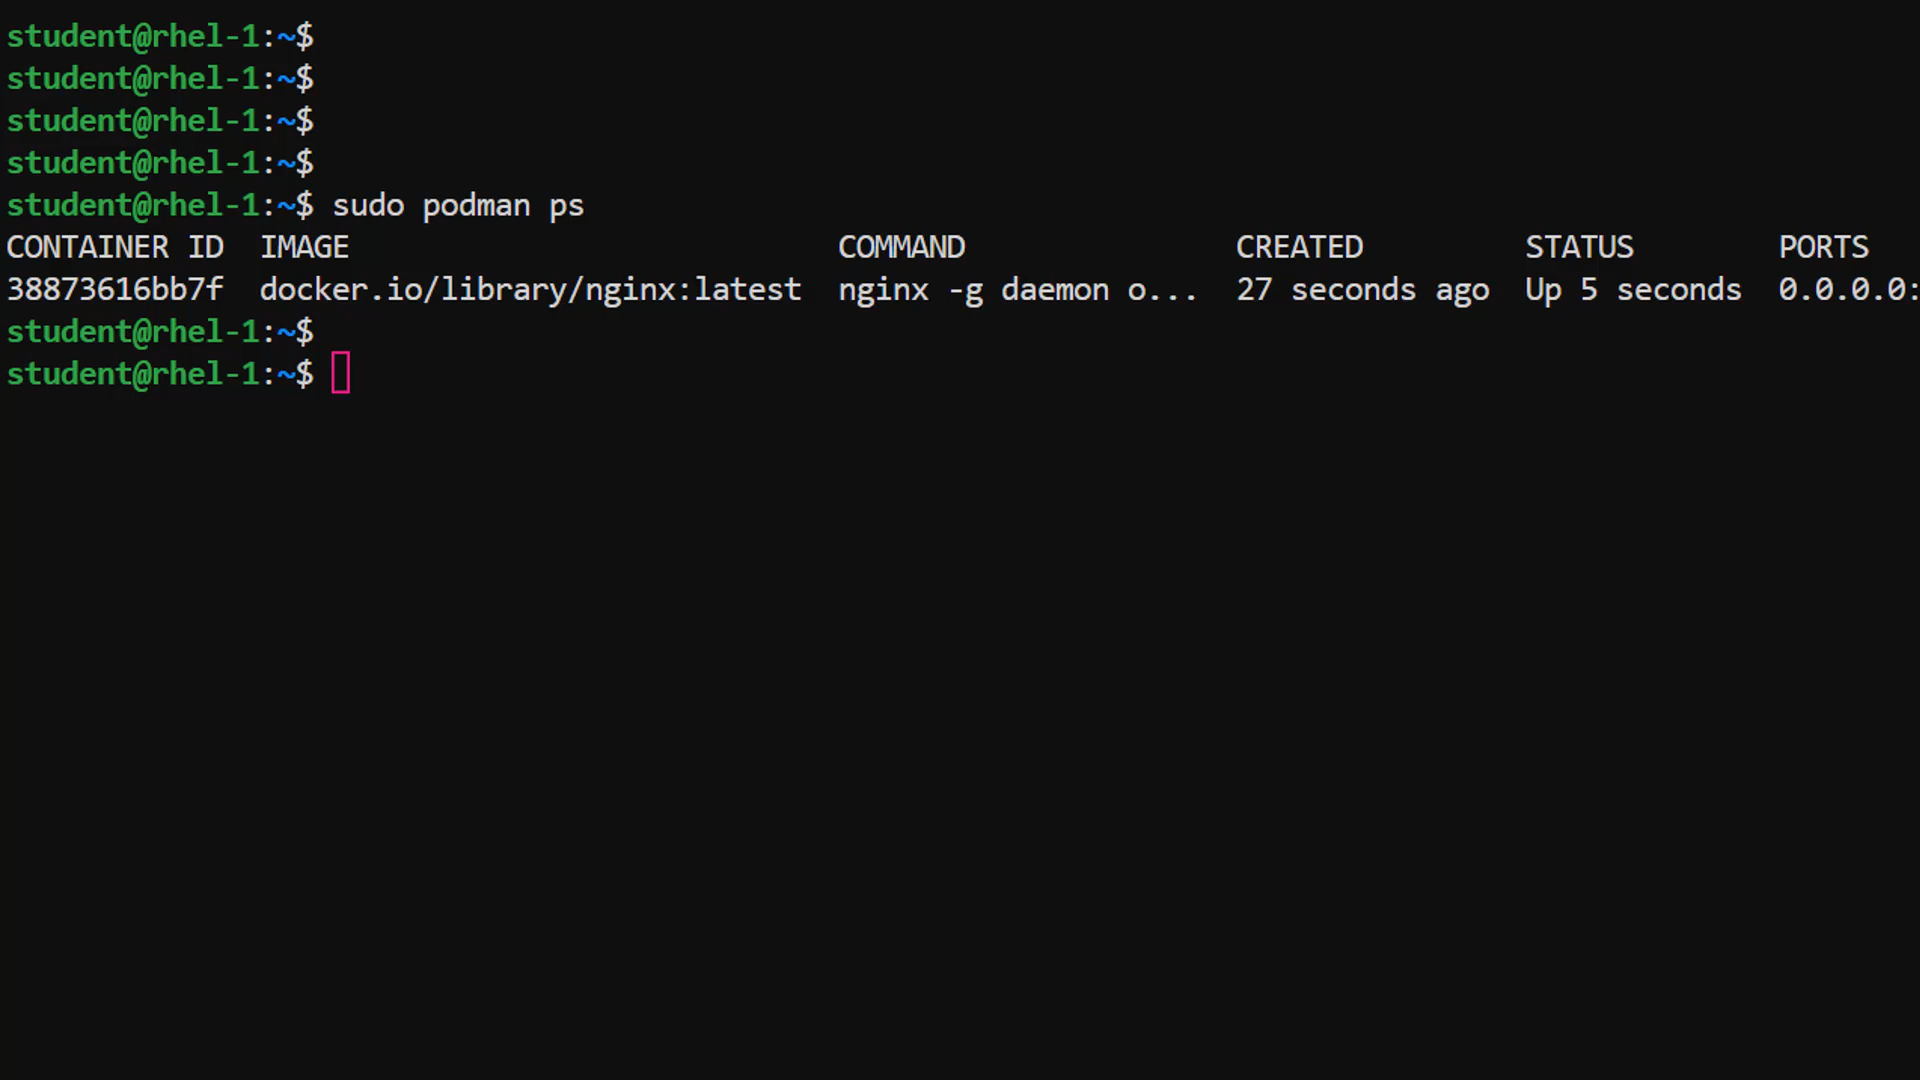 student@rhel-1:~$
student@rhel-1:~$
student@rhel-1:~$
student@rhel-1:~$
student@rhel-1:~$ sudo podman ps
CONTAINER ID  IMAGE                           COMMAND               CREATED         STATUS        PORTS
38873616bb7f  docker.io/library/nginx:latest  nginx -g daemon o...  27 seconds ago  Up 5 seconds  0.0.0.0:
student@rhel-1:~$
student@rhel-1:~$